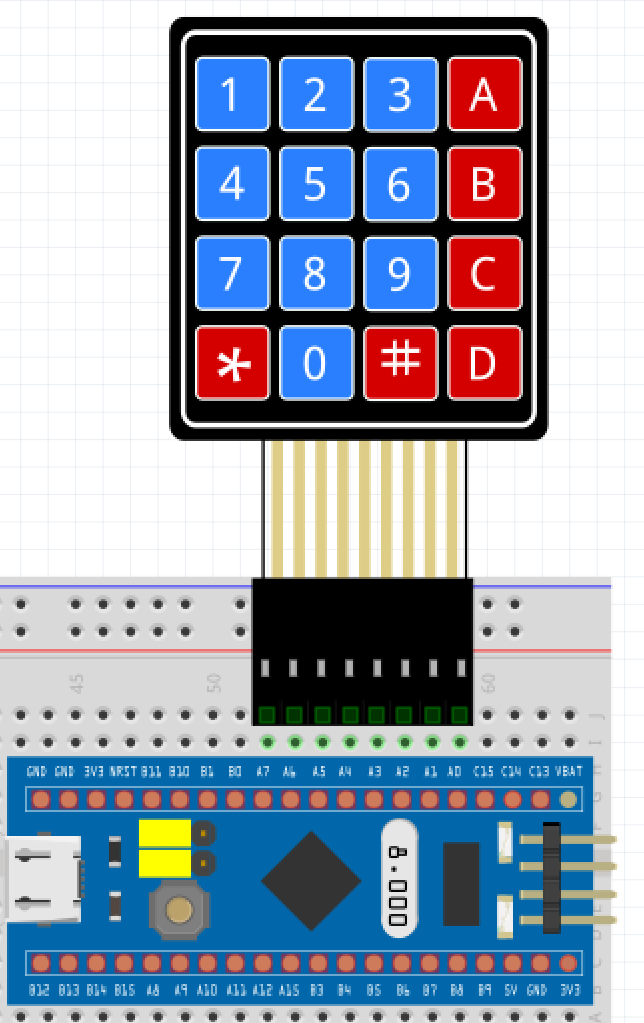 1 2 3 A
4 5 6 B
7 8 9 C
* 0 # D
45 50 60
J
I
GND GND 3V3 NRST B11 B10 B1 B0 A7 A6 A5 A4 A3 A2 A1 A0 C15 C14 C13 VBAT
8.000
B12 B13 B14 B15 A8 A9 A10 A11 A12 A15 B3 B4 B5 B6 B7 B8 B9 5V GND 3V3